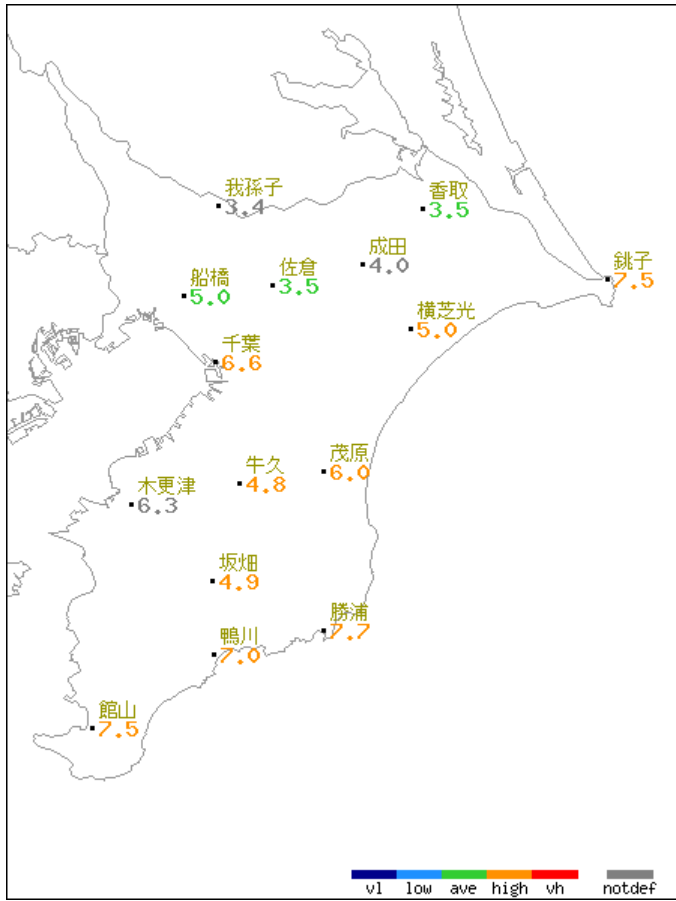 我孫子
3.4
香取
3.5
成田
4.0
船橋
5.0
佐倉
3.5
銚子
7.5
横芝光
5.0
千葉
6.6
茂原
6.0
牛久
4.8
木更津
6.3
坂畑
4.9
勝浦
7.7
鴨川
7.0
館山
7.5
vl low ave high vh notdef